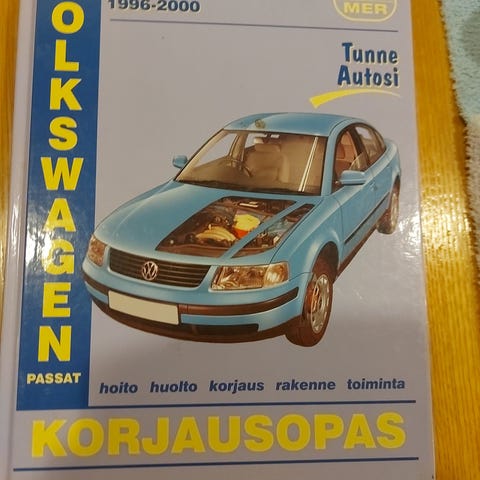 1996-2000
MER
Tunne
Autosi
OLKSWAGEN
PASSAT
hoito huolto korjaus rakenne toiminta
KORJAUSOPAS